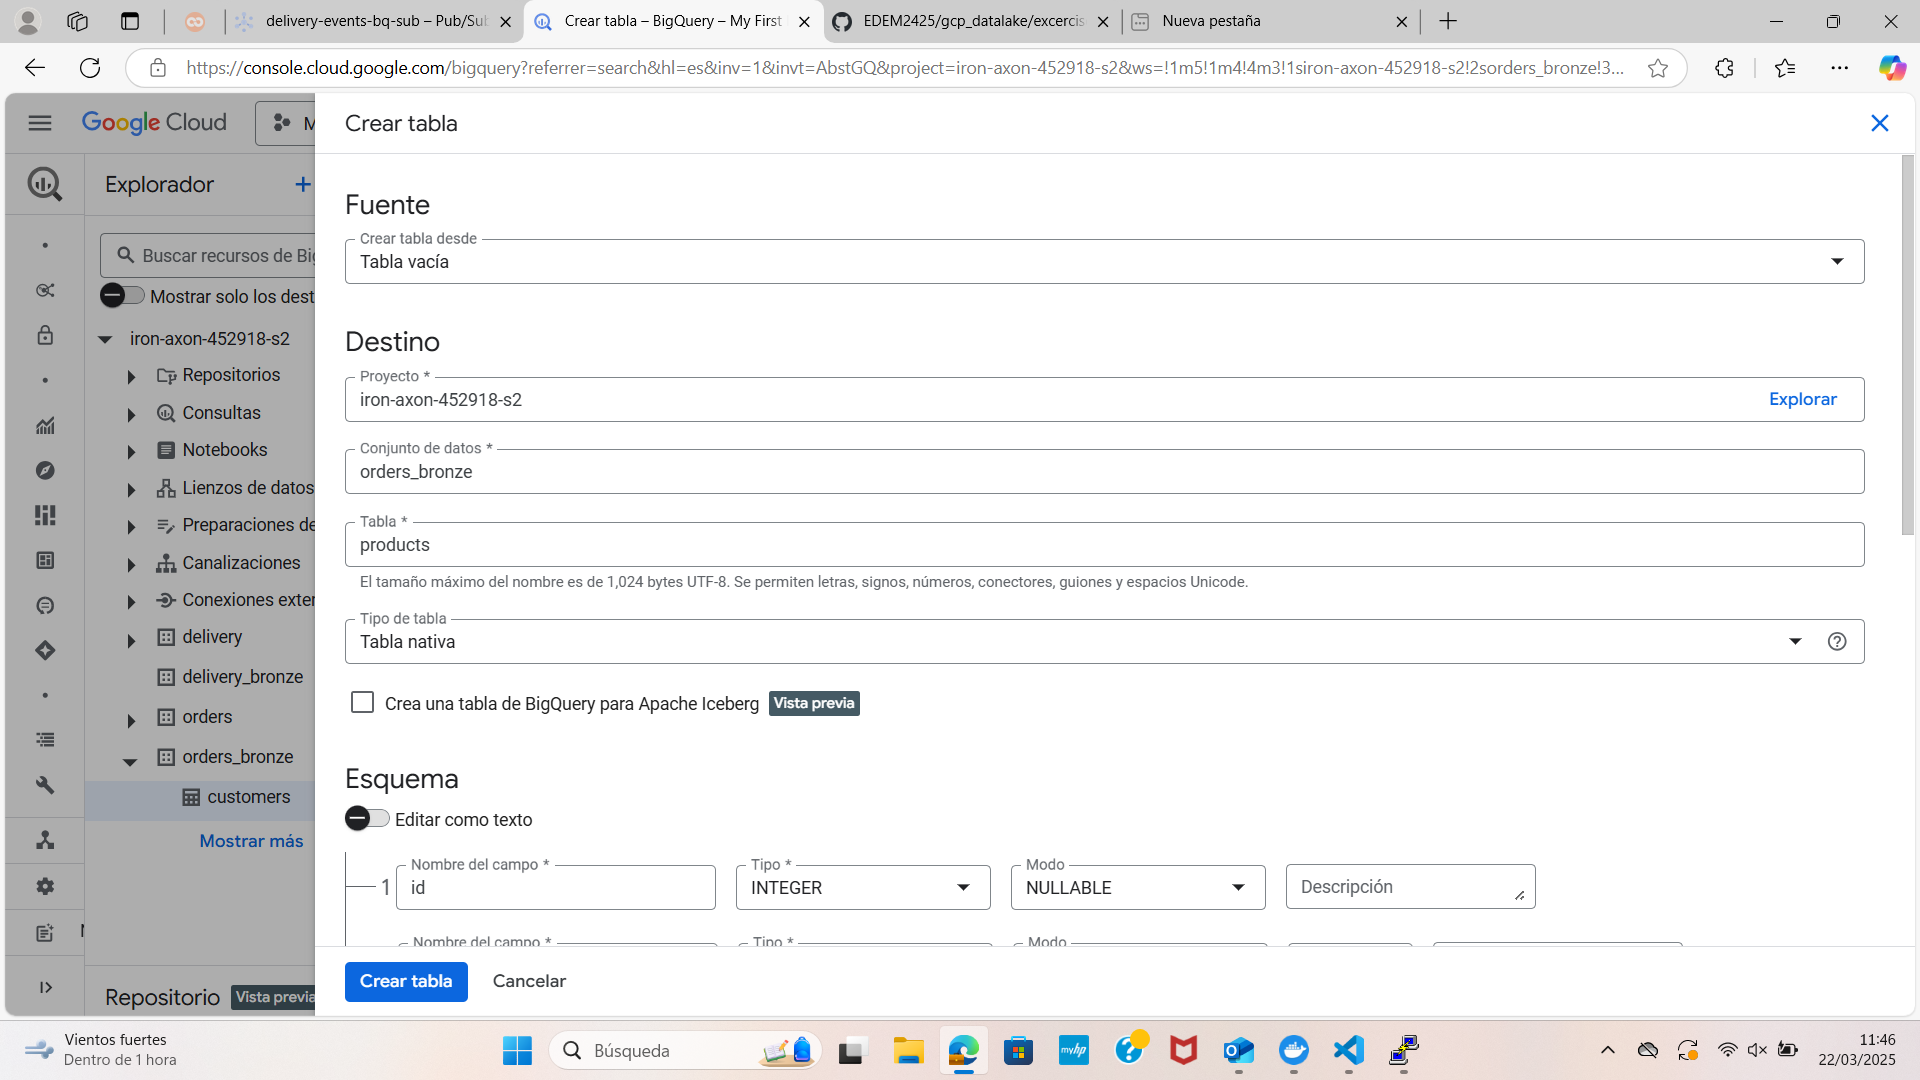 delivery-events-bq-sub – Pub/Sub
Crear tabla – BigQuery – My First
EDEM2425/gcp_datalake/excercis
Nueva pestaña
https://console.cloud.google.com/bigquery?referrer=search&hl=es&inv=1&invt=AbstGQ&project=iron-axon-452918-s2&ws=!1m5!1m4!4m3!1siron-axon-452918-s2!2sorders_bronze!3...
Google Cloud
M
Crear tabla
Explorador
Buscar recursos de Bi
Mostrar solo los dest
iron-axon-452918-s2
Repositorios
Consultas
Notebooks
Lienzos de datos
Preparaciones de
Canalizaciones
Conexiones exter
delivery
delivery_bronze
orders
orders_bronze
customers
Mostrar más
Repositorio
Vista previa
Fuente
Crear tabla desde
Tabla vacía
Destino
Proyecto *
iron-axon-452918-s2
Explorar
Conjunto de datos *
orders_bronze
Tabla *
products
El tamaño máximo del nombre es de 1,024 bytes UTF-8. Se permiten letras, signos, números, conectores, guiones y espacios Unicode.
Tipo de tabla
Tabla nativa
Crea una tabla de BigQuery para Apache Iceberg
Vista previa
Esquema
Editar como texto
1
Nombre del campo *
id
Tipo *
INTEGER
Modo
NULLABLE
Descripción
Nombre del campo *
Tipo *
Modo
Crear tabla
Cancelar
Vientos fuertes
Dentro de 1 hora
Búsqueda
myhp
11:46
22/03/2025